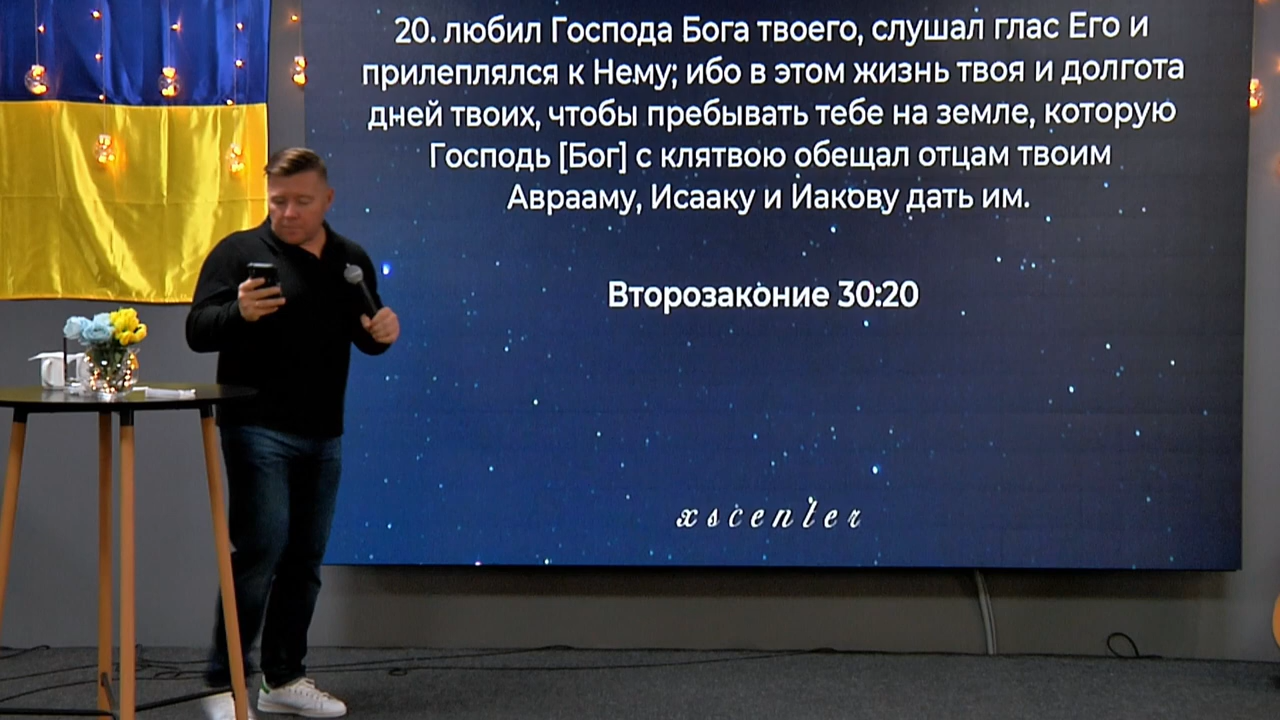 20. любил Господа Бога твоего, слушал глас Его и
прилеплялся к Нему; ибо в этом жизнь твоя и долгота
дней твоих, чтобы пребывать тебе на земле, которую
Господь [Бог] с клятвою обещал отцам твоим
Аврааму, Исааку и Иакову дать им.
Второзаконие 30:20
xscenter